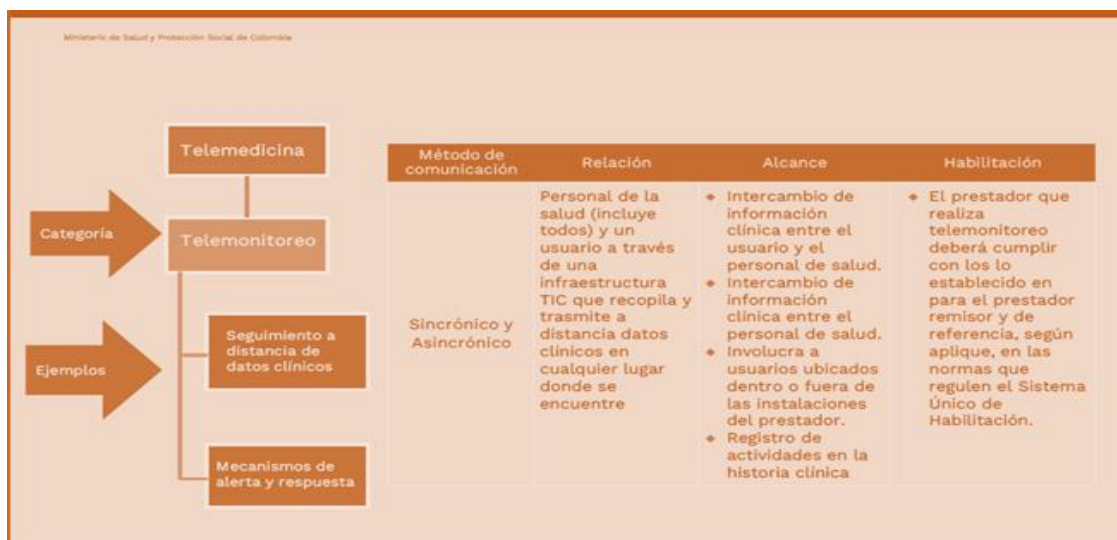 Ministerio de Salud y Protección Social de Colombia
Telemedicina
Categoría
Telemonitoreo
Ejemplos
Seguimiento a
distancia de
datos clínicos
Mecanismos de
alerta y respuesta
Método de
comunicación
Relación
Alcance
Habilitación
Sincrónico y
Asincrónico
Personal de la
salud (incluye
todos) y un
usuario a través
de una
infraestructura
TIC que recopila y
trasmite a
distancia datos
clínicos en
cualquier lugar
donde se
encuentre
Intercambio de
información
clínica entre el
usuario y el
personal de salud.
Intercambio de
información
clínica entre el
personal de salud.
Involucra a
usuarios ubicados
dentro o fuera de
las instalaciones
del prestador.
Registro de
actividades en la
historia clínica
El prestador que
realiza
telemonitoreo
deberá cumplir
con los lo
establecido en
para el prestador
remisor y de
referencia, según
aplique, en las
normas que
regulen el Sistema
Único de
Habilitación.